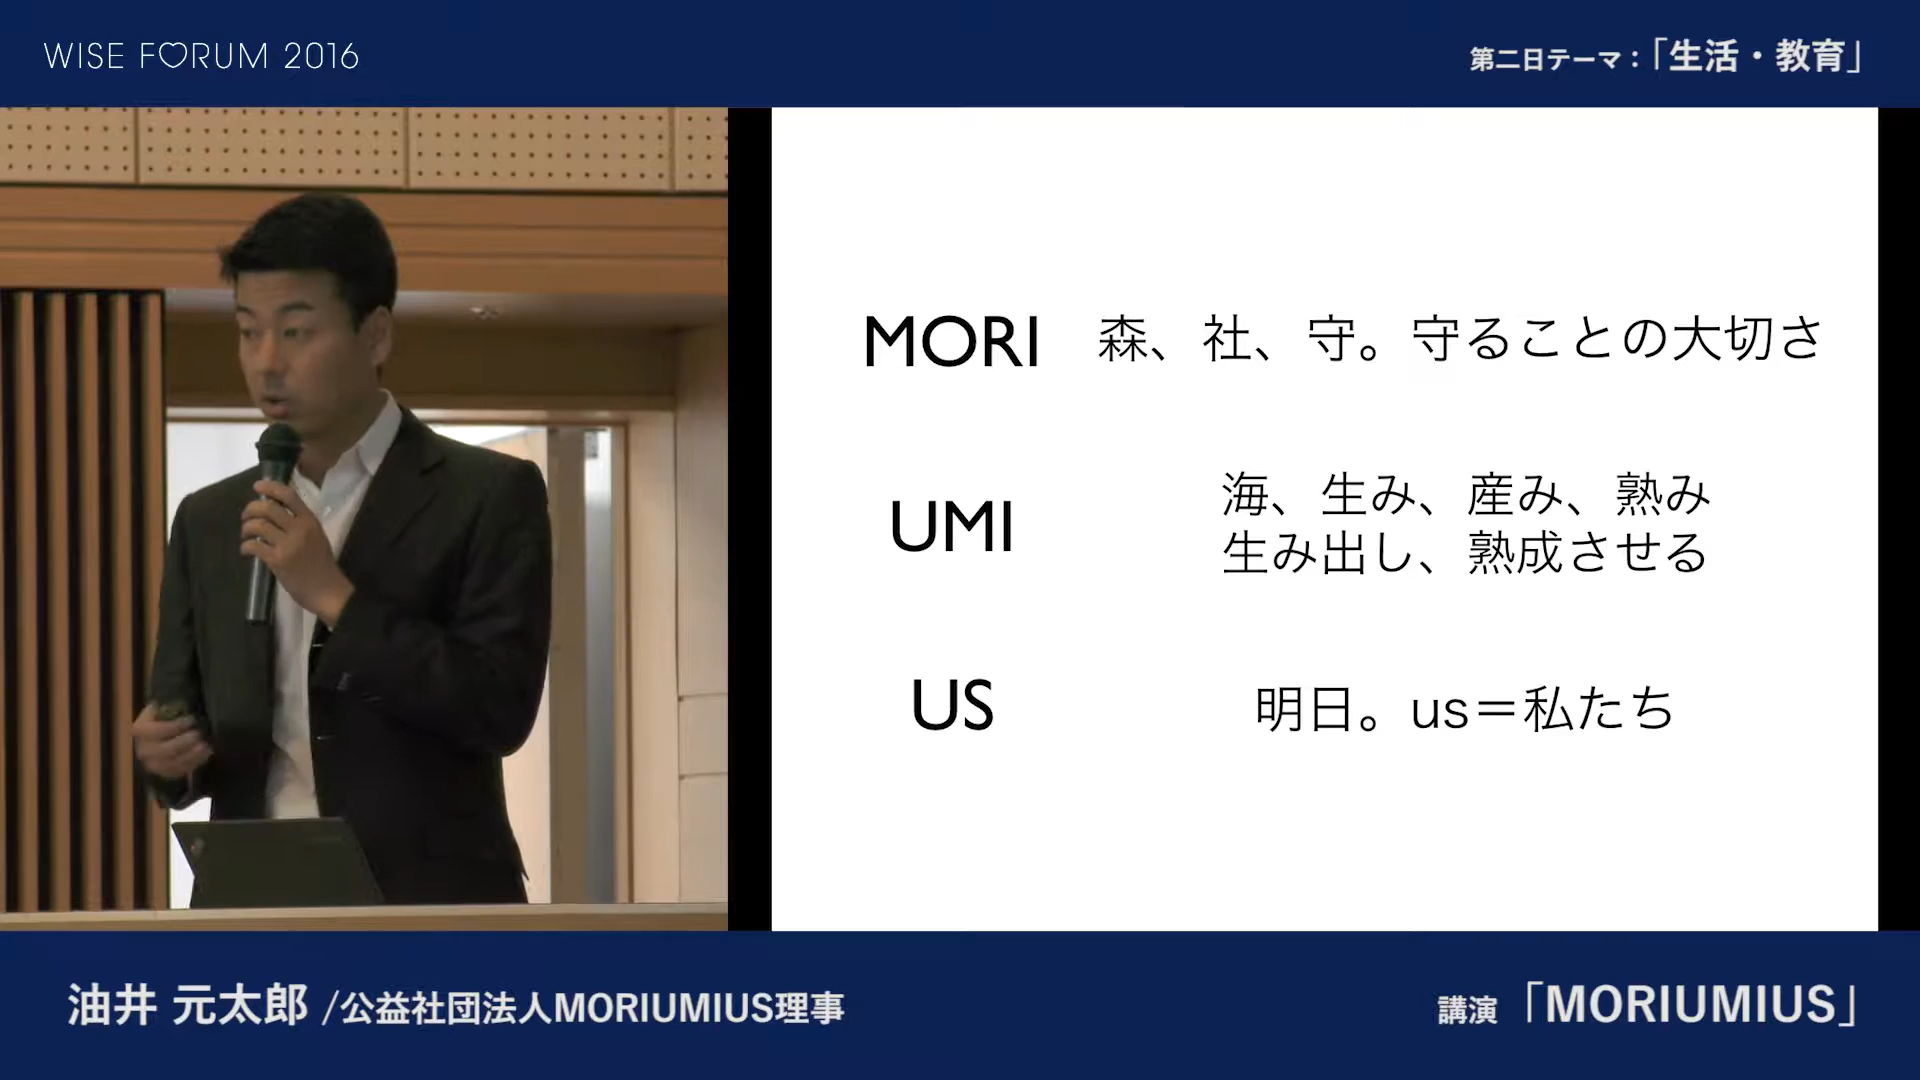 WISE FORUM 2016
第二日テーマ：「生活・教育」
MORI 森、社、守。守ることの大切さ
UMI 海、生み、産み、熟み
生み出し、熟成させる
US 明日。us＝私たち
油井 元太郎 /公益社団法人MORIUMIUS理事
講演「MORIUMIUS」